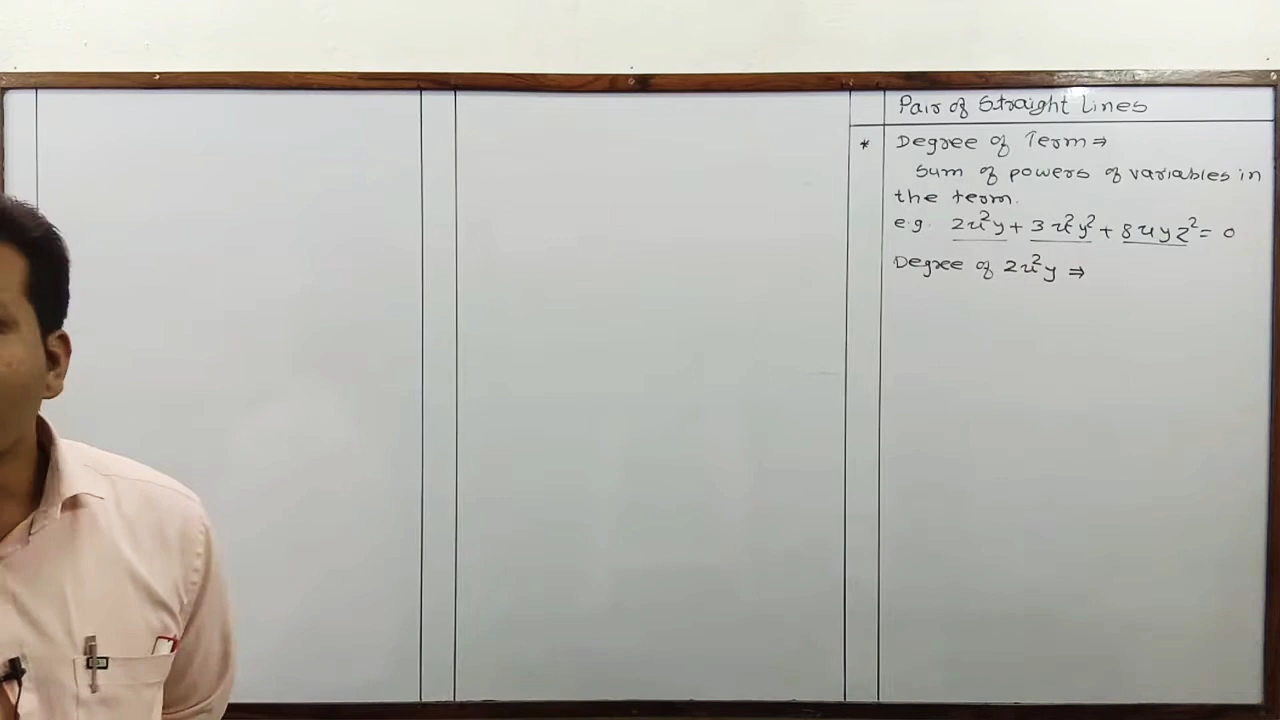 Pair of Straight Lines
* Degree of Term ⇒
Sum of powers of variables in
the term.
e.g. 2x²y + 3x²y² + 8xyz² = 0
Degree of 2x²y ⇒